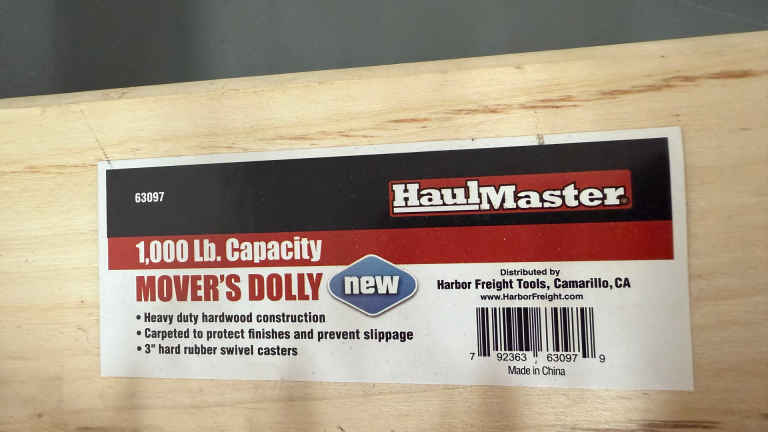 63097
HaulMaster
1,000 Lb. Capacity
MOVER'S DOLLY
new
• Heavy duty hardwood construction
• Carpeted to protect finishes and prevent slippage
• 3" hard rubber swivel casters
Distributed by
Harbor Freight Tools, Camarillo, CA
www.HarborFreight.com
7 92363 63097 9
Made in China